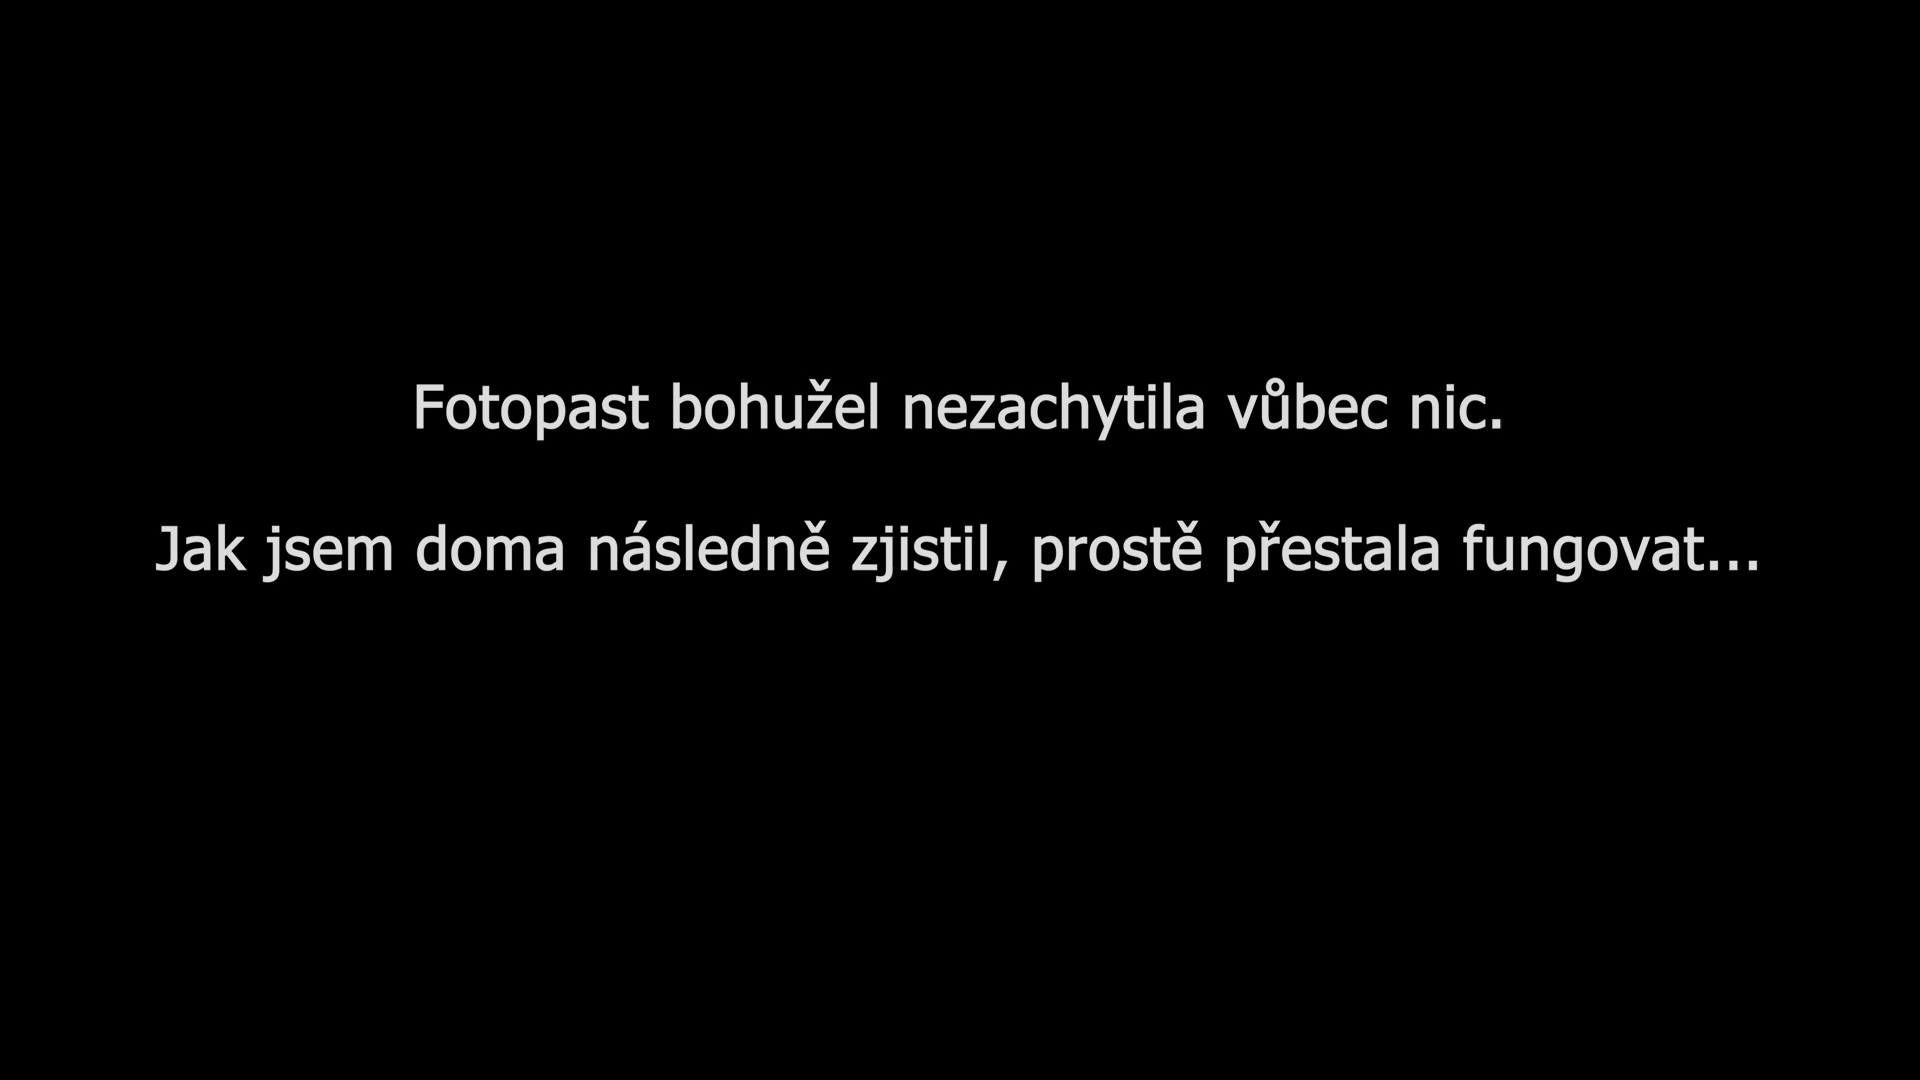 Fotopast bohužel nezachytila vůbec nic.
Jak jsem doma následně zjistil, prostě přestala fungovat...